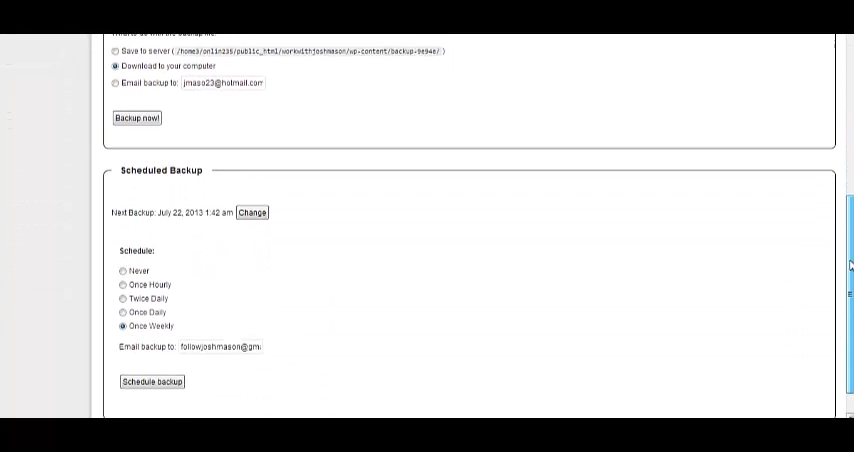 Save to server ( /home3/onlin235/public_html/workwithjoshmason/wp-content/backup-9e94e/ )
Download to your computer
Email backup to: jmaso23@hotmail.com
Backup now!
Scheduled Backup
Next Backup: July 22, 2013 1:42 am Change
Schedule:
Never
Once Hourly
Twice Daily
Once Daily
Once Weekly
Email backup to: followjoshmason@gm
Schedule backup